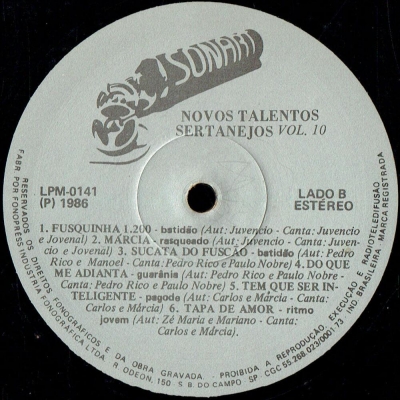 SONART
NOVOS TALENTOS
SERTANEJOS VOL. 10
LPM-0141
(P) 1986
LADO B
ESTÉREO
1. FUSQUINHA 1.200 - batidão (Aut: Juvencio - Canta: Juvencio
e Jovenal) 2. MÁRCIA - rasqueado (Aut: Juvencio - Canta: Juven-
cio e Jovenal) 3. SUCATA DO FUSCÃO - batidão (Aut: Pedro
Rico e Manoel - Canta: Pedro Rico e Paulo Nobre) 4. DO QUE
ME ADIANTA - guarânia (Aut: Pedro Rico e Paulo Nobre -
Canta: Pedro Rico e Paulo Nobre) 5. TEM QUE SER IN-
TELIGENTE - pagode (Aut: Carlos e Márcia - Canta:
Carlos e Márcia) 6. TAPA DE AMOR - ritmo
jovem (Aut: Zé Maria e Mariano - Canta:
Carlos e Márcia).
RESERVADOS OS DIREITOS FONOGRÁFICOS E DA OBRA GRAVADA. - PROIBIDA A REPRODUÇÃO, EXECUÇÃO E RADIOTELEDIFUSÃO.
FABR. POR FONOPRESS INDÚSTRIA FONOGRÁFICA LTDA. R. ODEON, 150 S. B. DO CAMPO SP - CGC 55.268.023/0001-73. IND. BRASILEIRA - MARCA REGISTRADA